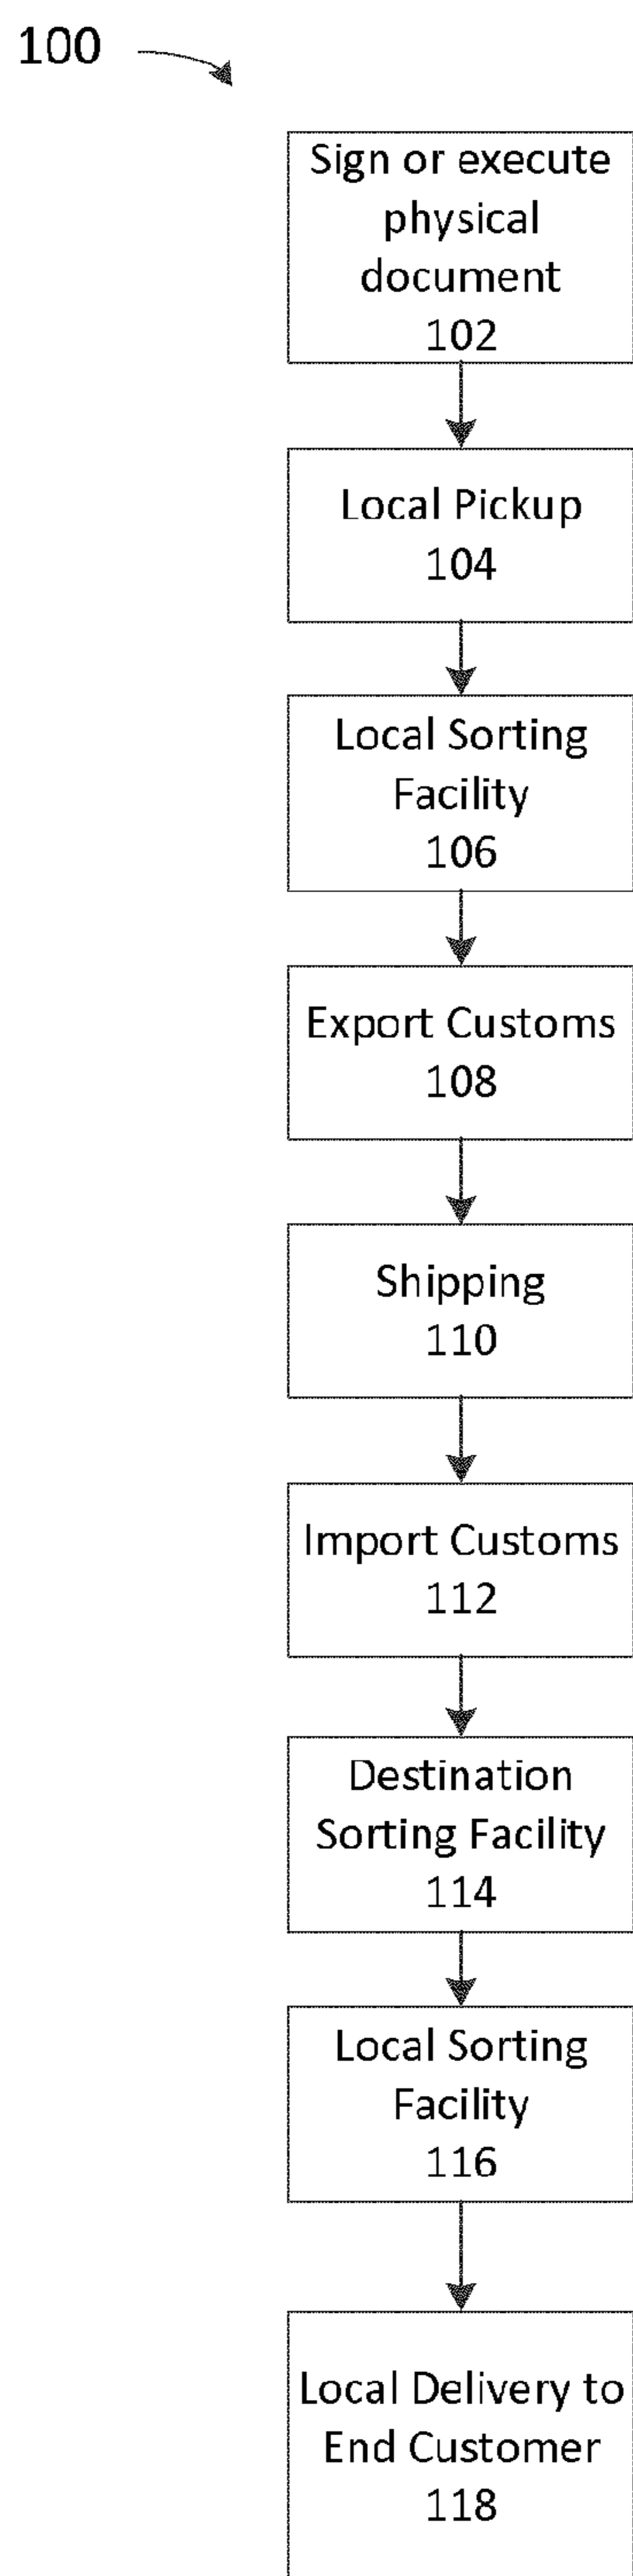 100
Sign or execute
physical
document
102
Local Pickup
104
Local Sorting
Facility
106
Export Customs
108
Shipping
110
Import Customs
112
Destination
Sorting Facility
114
Local Sorting
Facility
116
Local Delivery to
End Customer
118